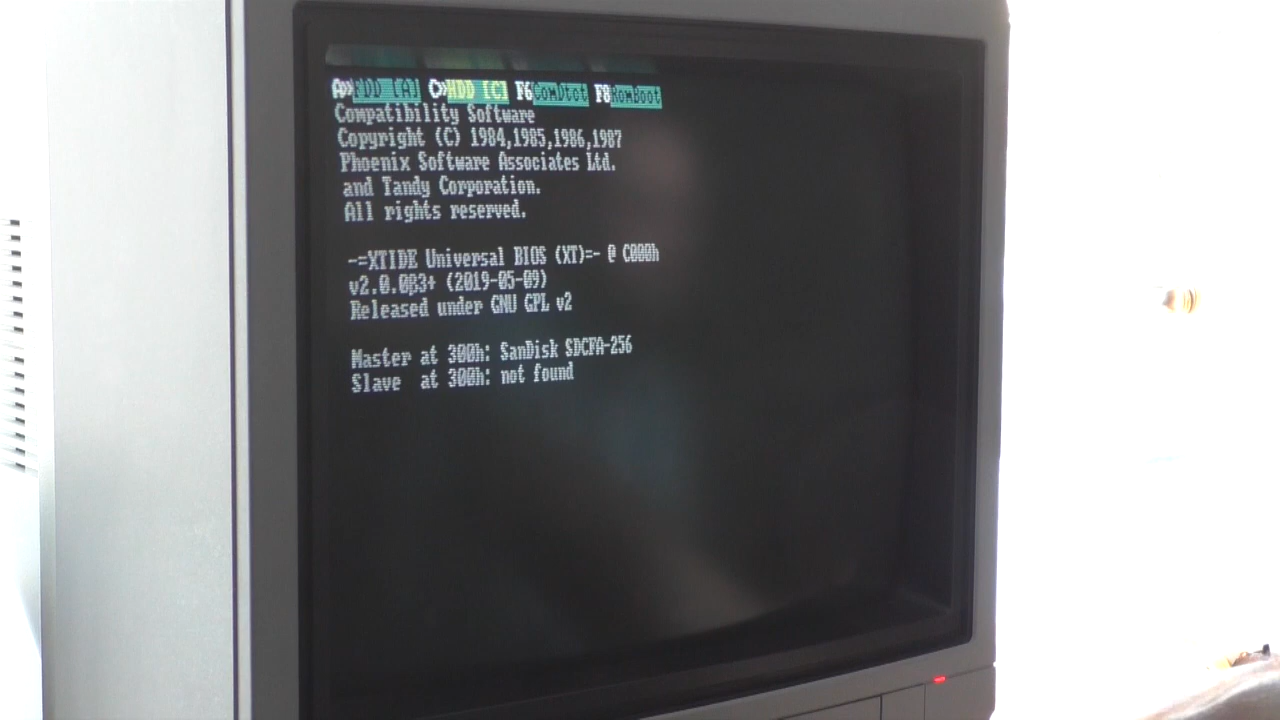 A»FDD [A] C»HDD [C] F6ComDtct F8RomBoot
Compatibility Software
Copyright (C) 1984,1985,1986,1987
Phoenix Software Associates Ltd.
and Tandy Corporation.
All rights reserved.
-=XTIDE Universal BIOS (XT)=- @ C000h
v2.0.0β3+ (2019-05-09)
Released under GNU GPL v2
Master at 300h: SanDisk SDCFA-256
Slave  at 300h: not found